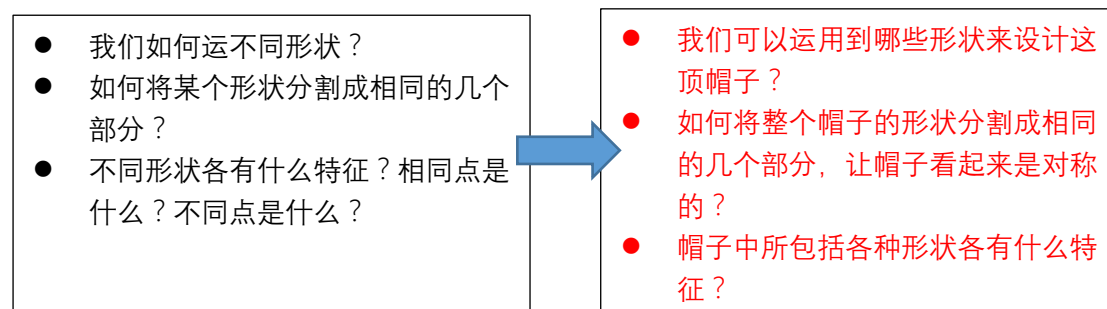 ● 我们如何运不同形状？
● 如何将某个形状分割成相同的几个
部分？
● 不同形状各有什么特征？相同点是
什么？不同点是什么？
● 我们可以运用到哪些形状来设计这
顶帽子？
● 如何将整个帽子的形状分割成相同
的几个部分，让帽子看起来是对称
的？
● 帽子中所包括各种形状各有什么特
征？